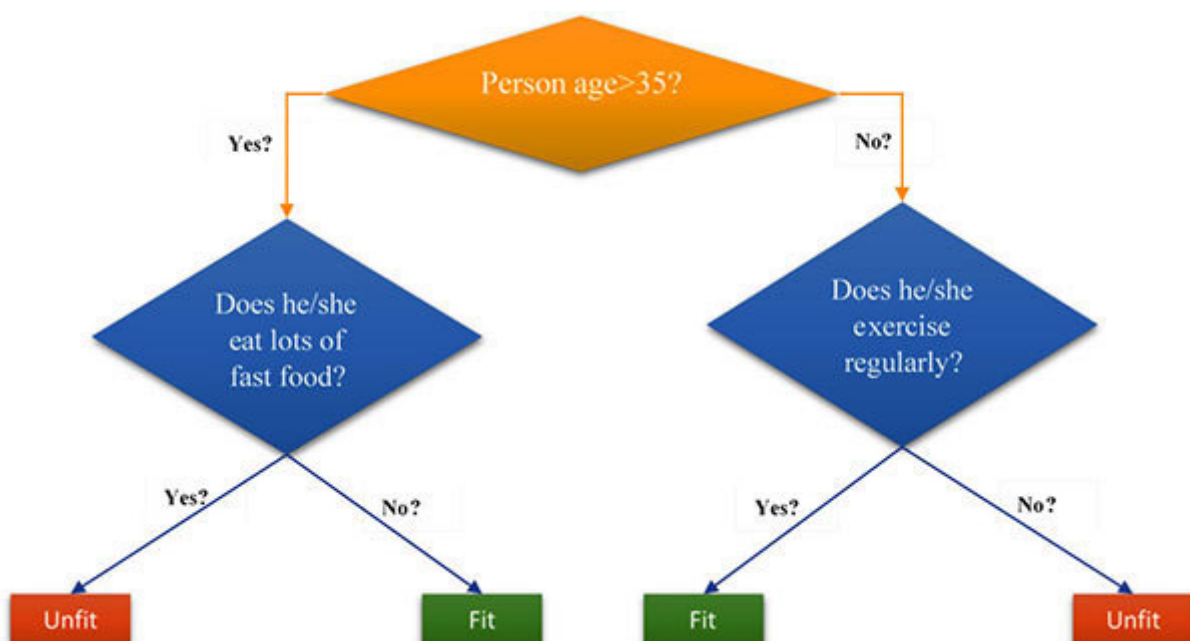 Person age>35?
Yes?
No?
Does he/she
eat lots of
fast food?
Does he/she
exercise
regularly?
Yes?
No?
Yes?
No?
Unfit
Fit
Fit
Unfit